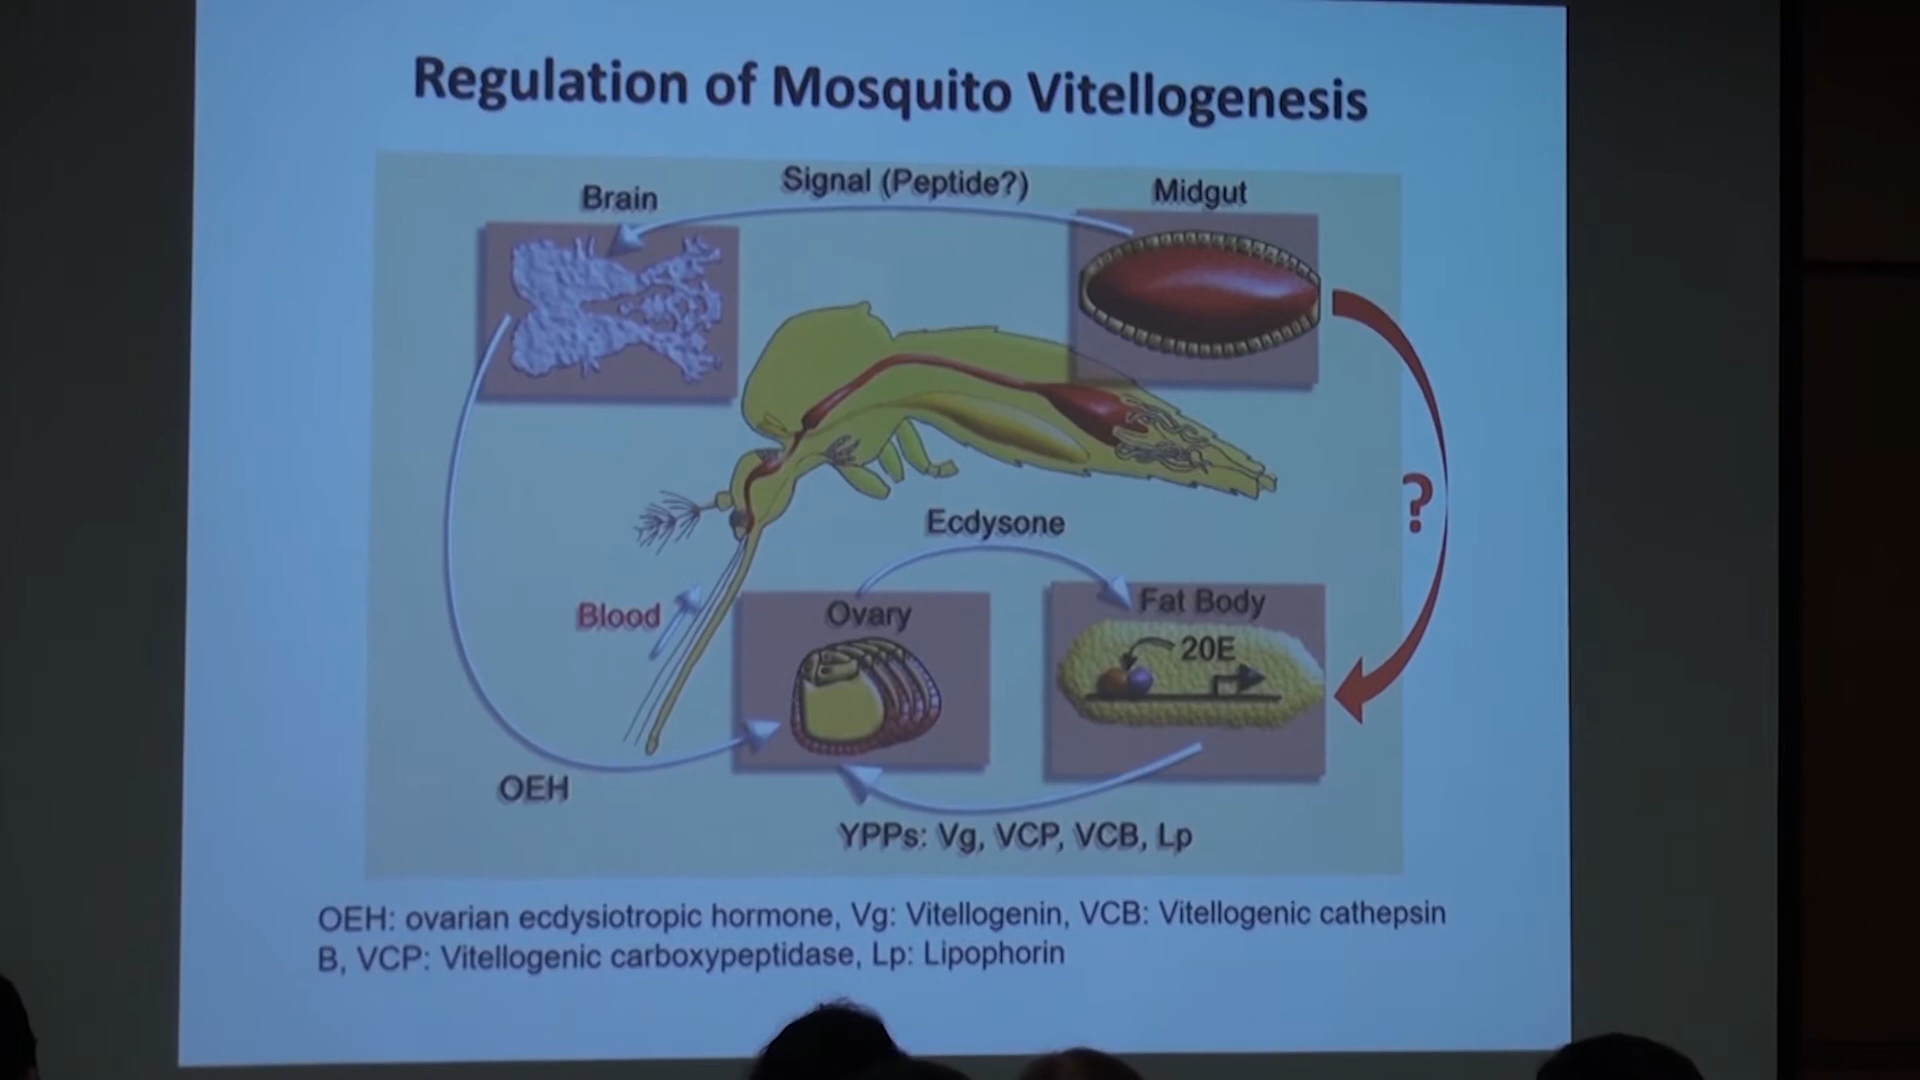 Regulation of Mosquito Vitellogenesis
Signal (Peptide?)
Brain
Midgut
?
Ecdysone
Blood
Ovary
Fat Body
20E
OEH
YPPs: Vg, VCP, VCB, Lp
OEH: ovarian ecdysiotropic hormone, Vg: Vitellogenin, VCB: Vitellogenic cathepsin
B, VCP: Vitellogenic carboxypeptidase, Lp: Lipophorin